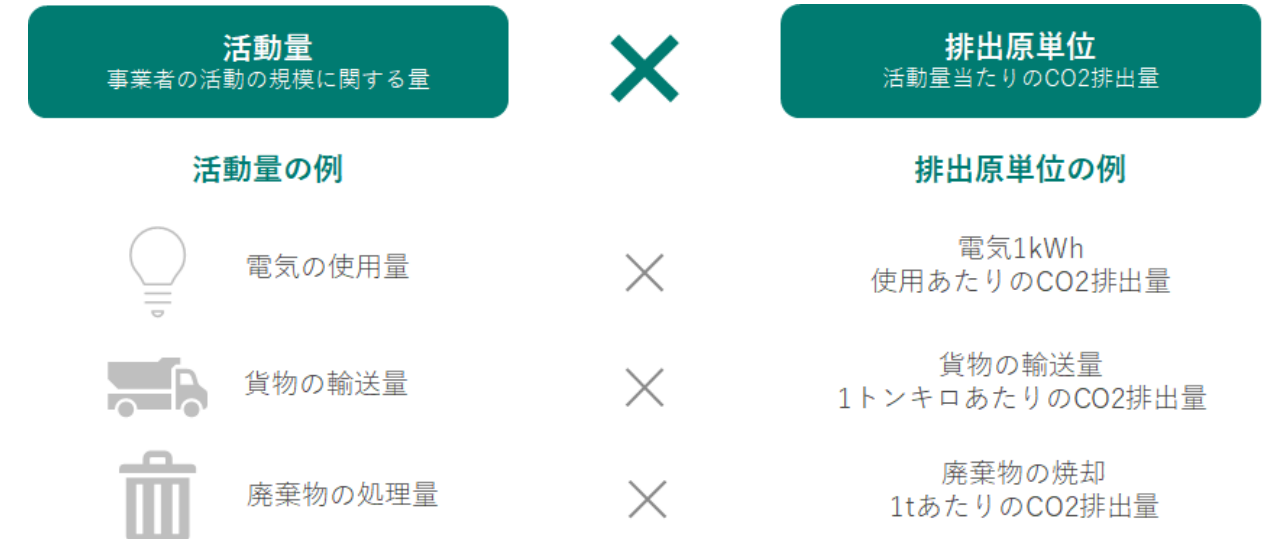 活動量
事業者の活動の規模に関する量
×
排出原単位
活動量当たりのCO2排出量
活動量の例
排出原単位の例
電気の使用量
×
電気1kWh
使用あたりのCO2排出量
貨物の輸送量
×
貨物の輸送量
1トンキロあたりのCO2排出量
廃棄物の処理量
×
廃棄物の焼却
1tあたりのCO2排出量